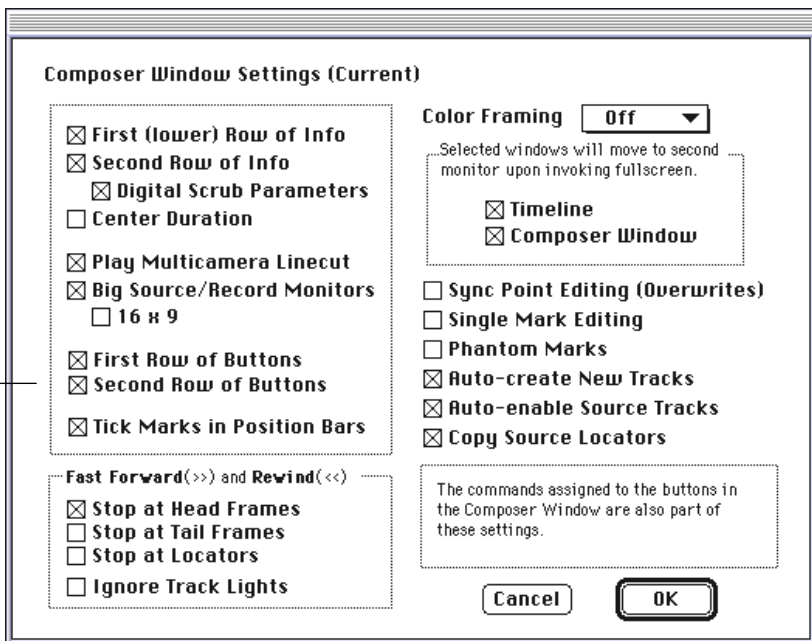 Composer Window Settings (Current)
First (lower) Row of Info
Second Row of Info
Digital Scrub Parameters
Center Duration
Play Multicamera Linecut
Big Source/Record Monitors
16 x 9
First Row of Buttons
Second Row of Buttons
Tick Marks in Position Bars
Fast Forward(>>) and Rewind(<<)
Stop at Head Frames
Stop at Tail Frames
Stop at Locators
Ignore Track Lights
Color Framing Off
Selected windows will move to second
monitor upon invoking fullscreen.
Timeline
Composer Window
Sync Point Editing (Overwrites)
Single Mark Editing
Phantom Marks
Auto-create New Tracks
Auto-enable Source Tracks
Copy Source Locators
The commands assigned to the buttons in
the Composer Window are also part of
these settings.
Cancel OK